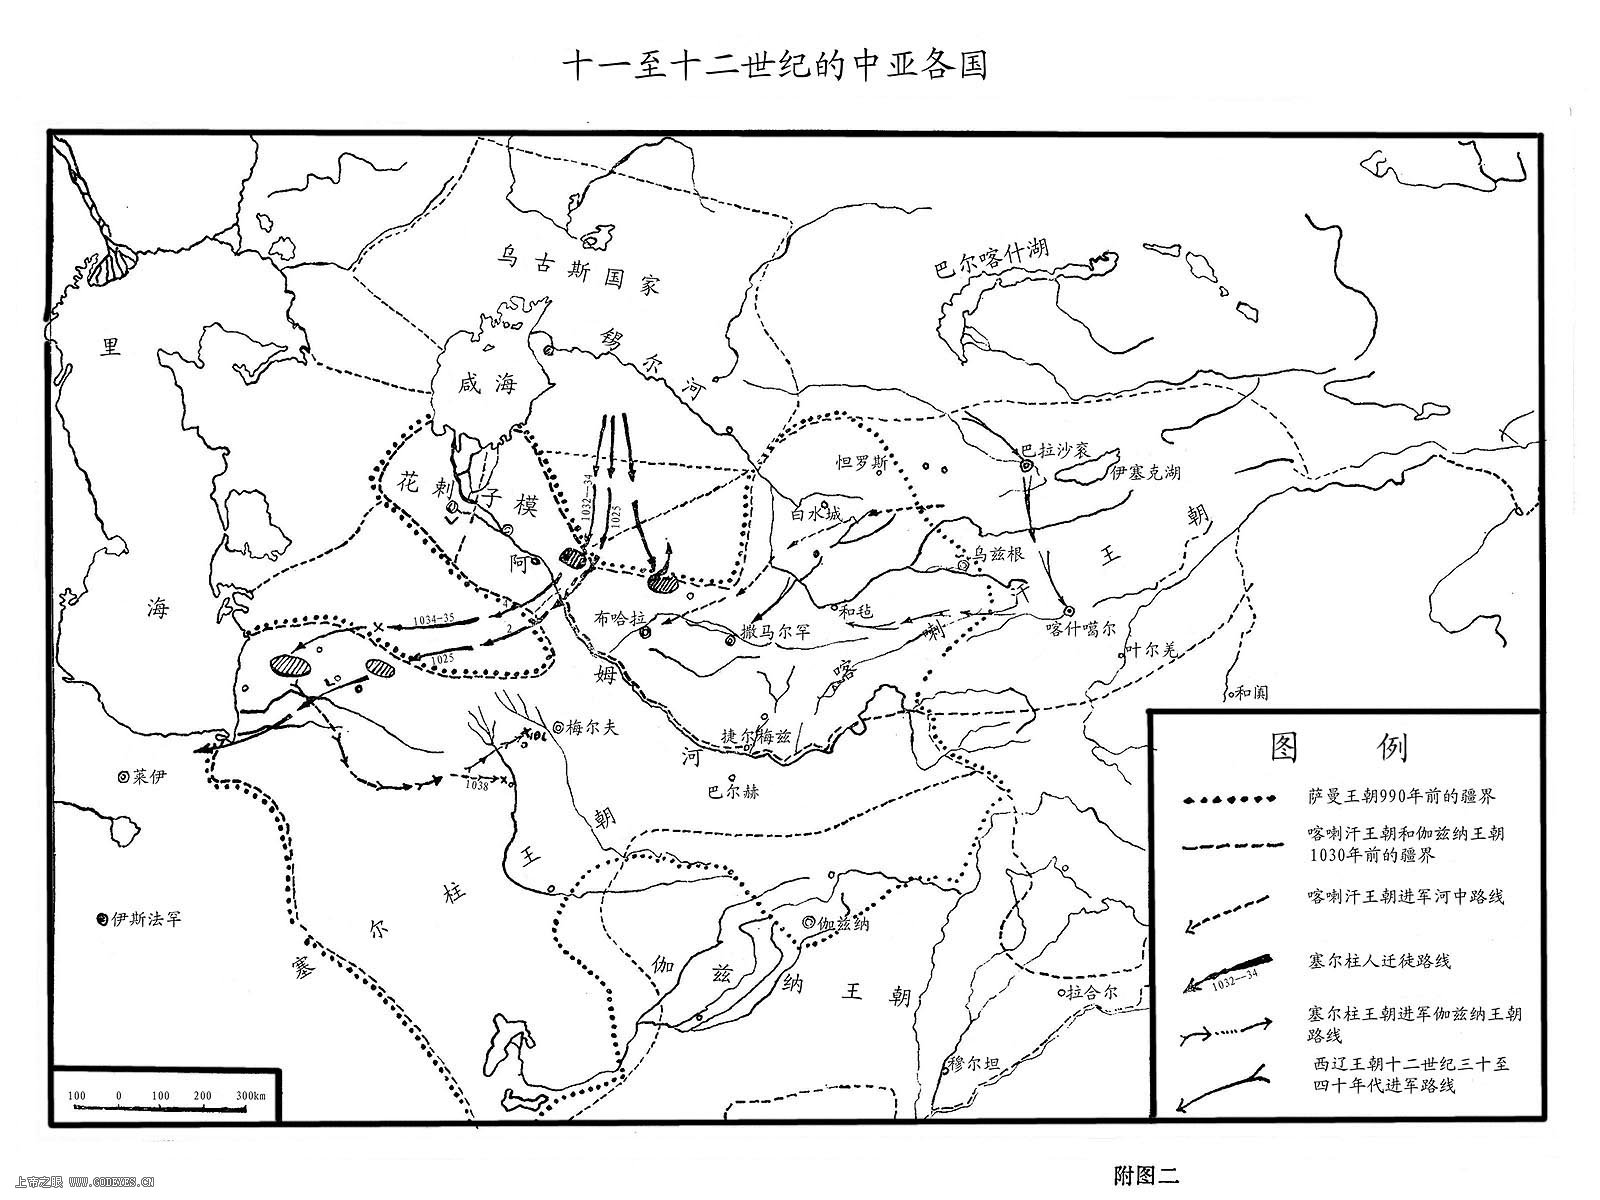 十一至十二世纪的中亚各国
乌古斯国家
巴尔喀什湖
里海
咸海
锡尔河
花剌子模
怛罗斯
巴拉沙衮
伊塞克湖
白水城
1032—34
1025
乌兹根
阿姆河
布哈拉
撒马尔罕
和毡
喀什噶尔
叶尔羌
和阗
喀喇汗王朝
1034-35
2
1025
梅尔夫
捷尔梅兹
巴尔赫
1038
莱伊
伊斯法罕
塞尔柱王朝
伽兹纳
伽兹纳王朝
拉合尔
穆尔坦
图例
萨曼王朝990年前的疆界
喀喇汗王朝和伽兹纳王朝
1030年前的疆界
喀喇汗王朝进军河中路线
塞尔柱人迁徒路线
1032—34
塞尔柱王朝进军伽兹纳王朝
路线
西辽王朝十二世纪三十至
四十年代进军路线
100 0 100 200 300km
附图二
上帝之眼 WWW.GODEYES.CN